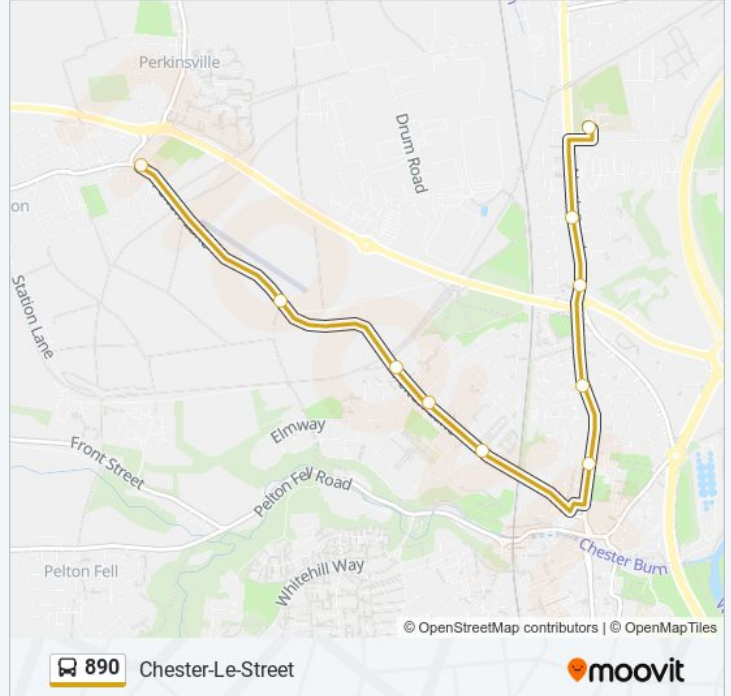 Perkinsville
Drum Road
on
Station Lane
Elmway
Front Street
Pelton Fell Road
Pelton Fell
Whitehill Way
Chester Burn
© OpenStreetMap contributors | © OpenMapTiles
890 Chester-Le-Street
moovit